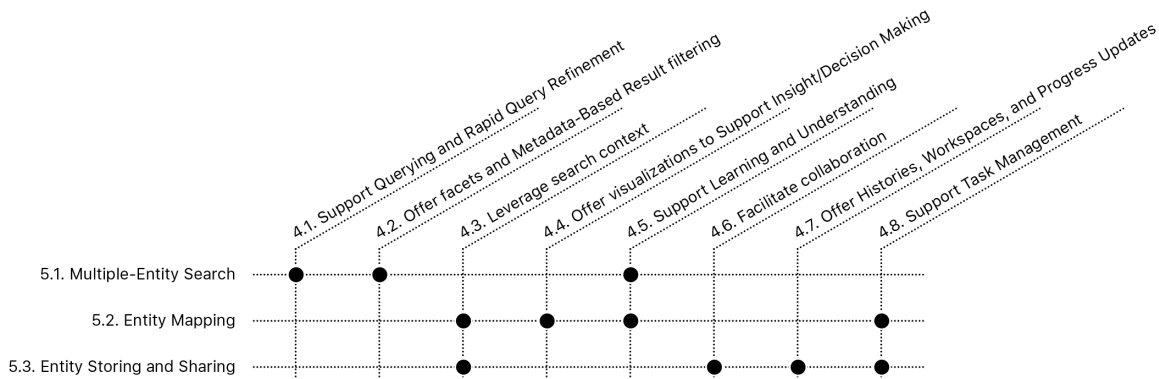 4.1. Support Querying and Rapid Query Refinement
4.2. Offer facets and Metadata-Based Result filtering
4.3. Leverage search context
4.4. Offer visualizations to Support Insight/Decision Making
4.5. Support Learning and Understanding
4.6. Facilitate collaboration
4.7. Offer Histories, Workspaces, and Progress Updates
4.8. Support Task Management
5.1. Multiple-Entity Search
5.2. Entity Mapping
5.3. Entity Storing and Sharing